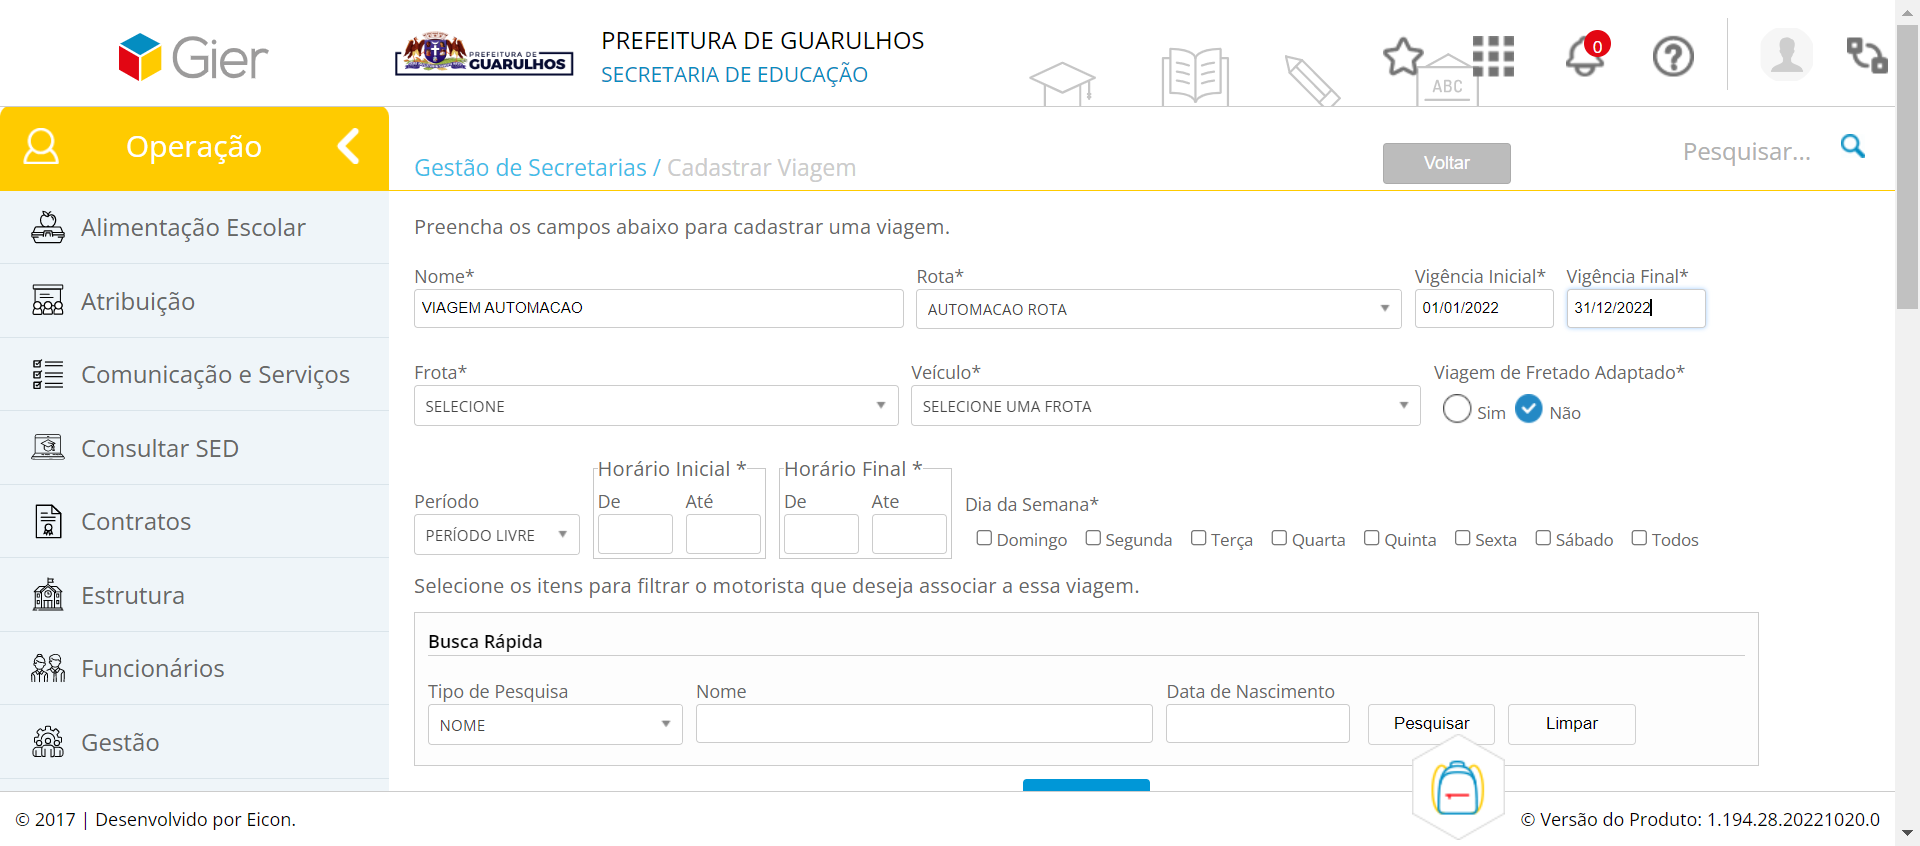 Gier
PREFEITURA DE
GUARULHOS
PREFEITURA DE GUARULHOS
SECRETARIA DE EDUCAÇÃO
ABC
0
Operação
Gestão de Secretarias / Cadastrar Viagem
Voltar
Pesquisar...
Alimentação Escolar
Atribuição
Comunicação e Serviços
Consultar SED
Contratos
Estrutura
Funcionários
Gestão
Preencha os campos abaixo para cadastrar uma viagem.
Nome* Rota* Vigência Inicial* Vigência Final*
VIAGEM AUTOMACAO AUTOMACAO ROTA 01/01/2022 31/12/2022
Frota* Veículo* Viagem de Fretado Adaptado*
SELECIONE SELECIONE UMA FROTA Sim Não
Horário Inicial * Horário Final *
Período De Até De Ate Dia da Semana*
PERÍODO LIVRE Domingo Segunda Terça Quarta Quinta Sexta Sábado Todos
Selecione os itens para filtrar o motorista que deseja associar a essa viagem.
Busca Rápida
Tipo de Pesquisa Nome Data de Nascimento
NOME Pesquisar Limpar
© 2017 | Desenvolvido por Eicon. © Versão do Produto: 1.194.28.20221020.0